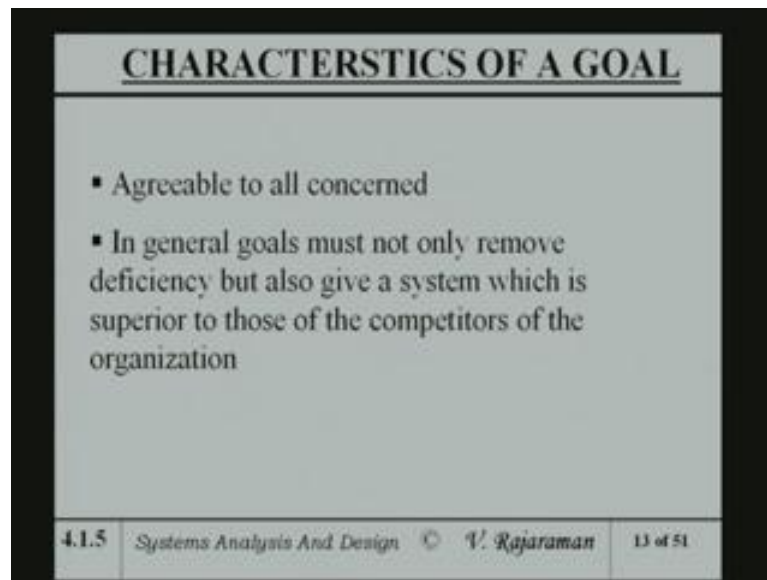 CHARACTERSTICS OF A GOAL
▪ Agreeable to all concerned
▪ In general goals must not only remove
deficiency but also give a system which is
superior to those of the competitors of the
organization
4.1.5 Systems Analysis And Design © V. Rajaraman 13 of 51